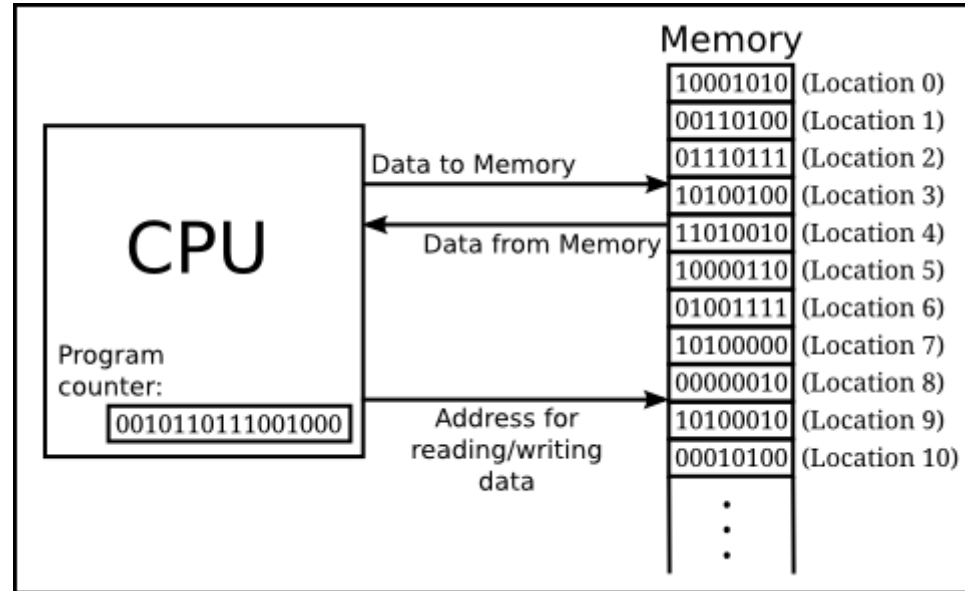 Memory
10001010 (Location 0)
00110100 (Location 1)
01110111 (Location 2)
10100100 (Location 3)
11010010 (Location 4)
10000110 (Location 5)
01001111 (Location 6)
10100000 (Location 7)
00000010 (Location 8)
10100010 (Location 9)
00010100 (Location 10)
Data to Memory
Data from Memory
CPU
Program
counter:
0010110111001000
Address for
reading/writing
data